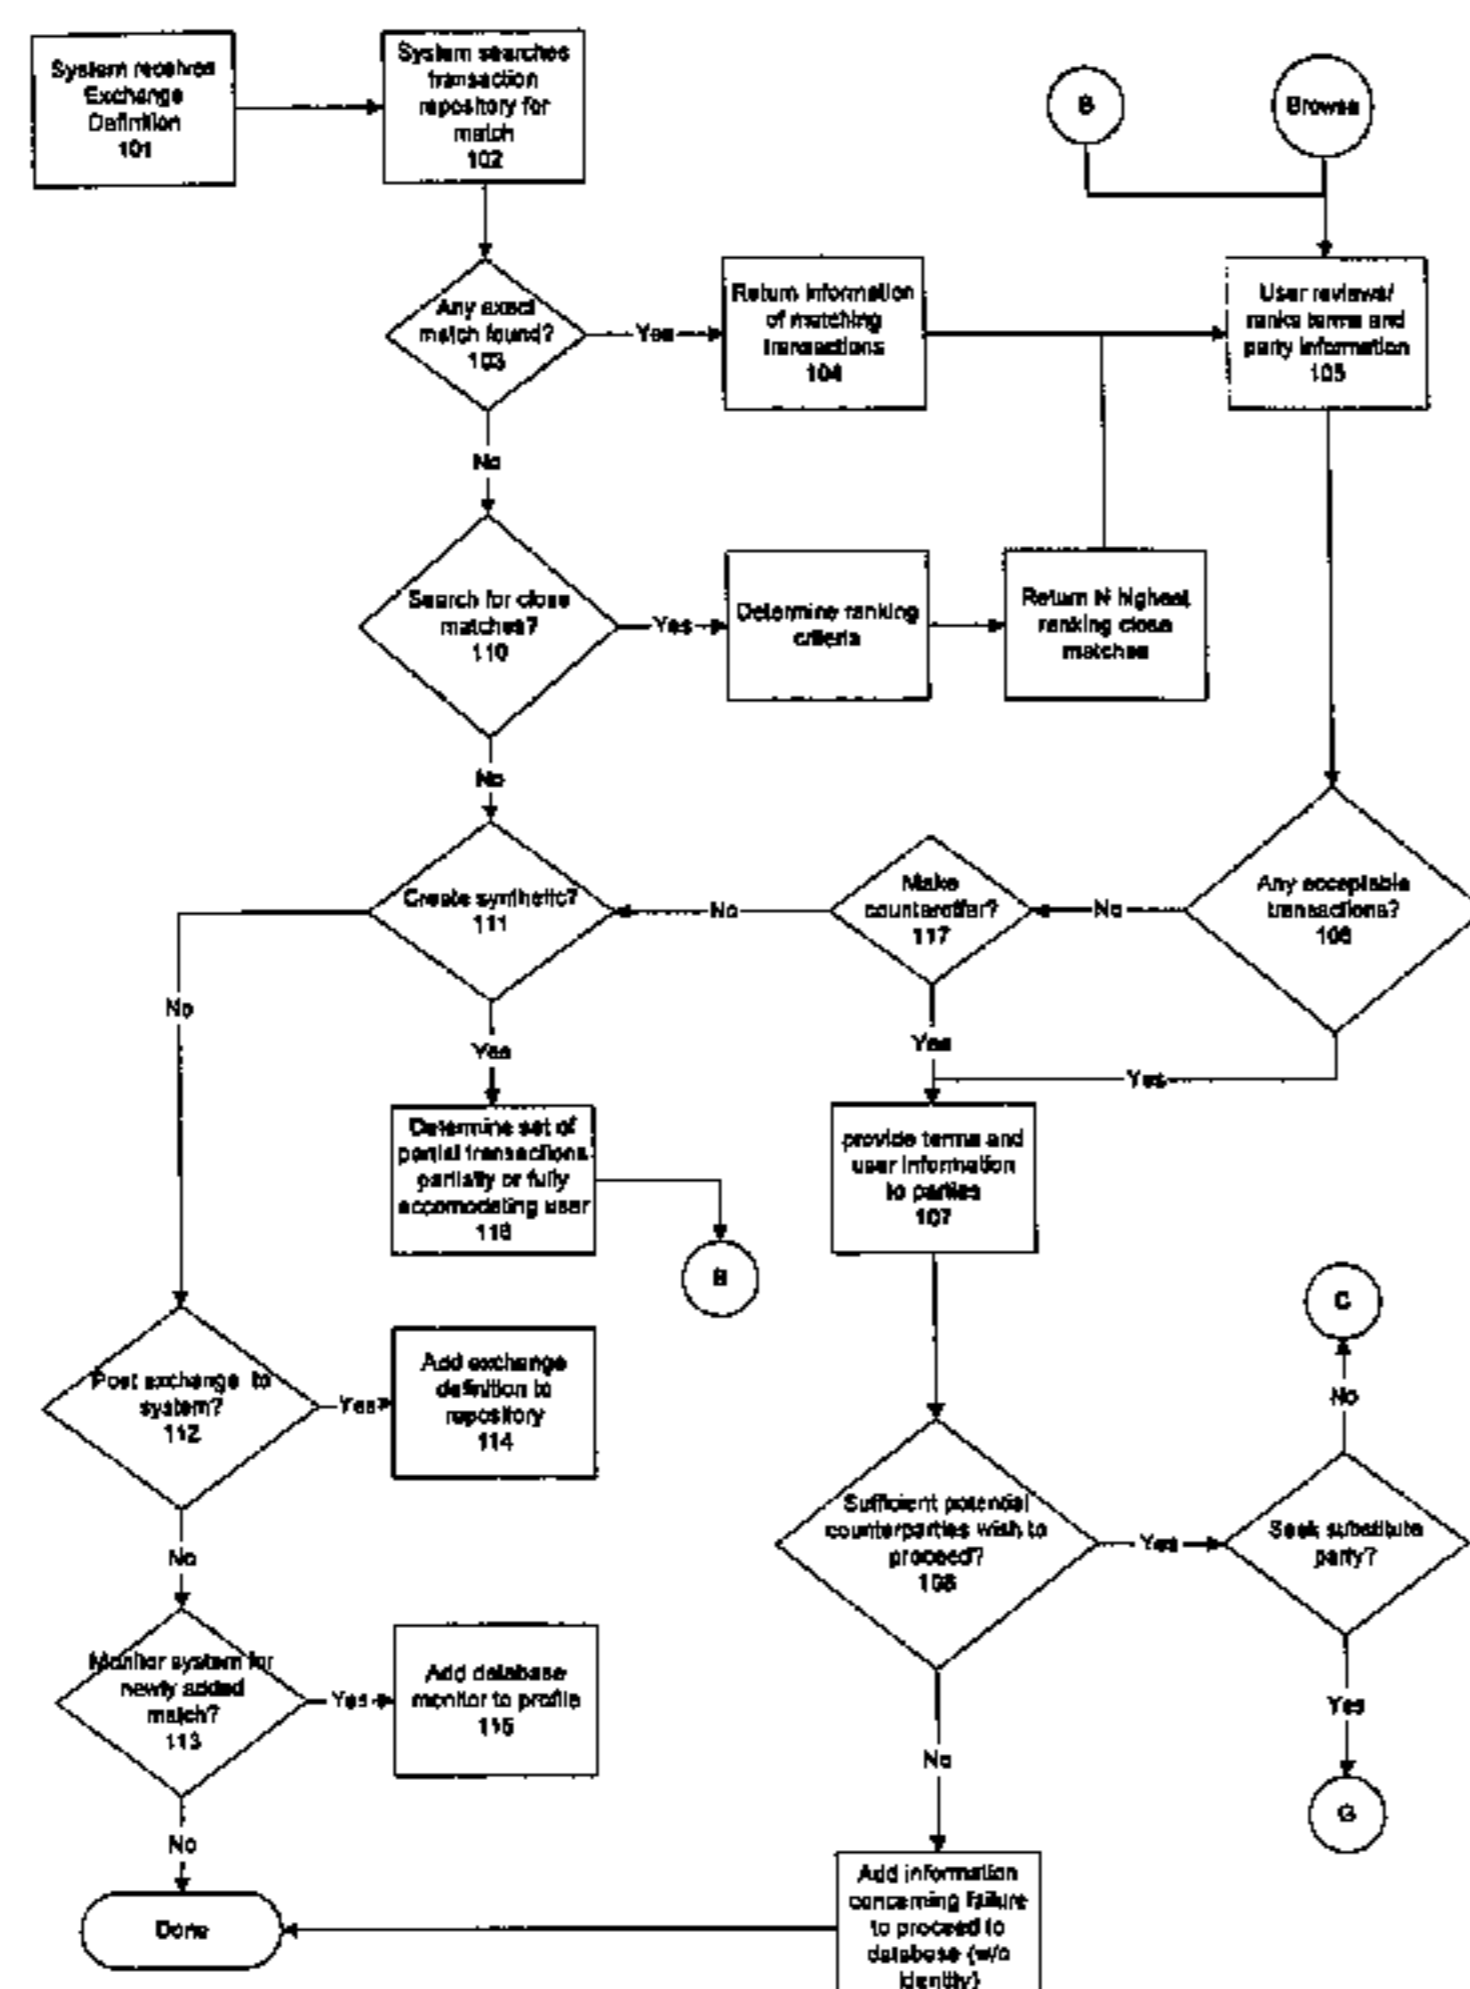 System receives
Exchange
Definition
101
System searches
transaction
repository for
match
102
B
Browse
Any exact
match found?
103
Yes
Return information
of matching
transactions
104
User reviews/
ranks terms and
party information
105
No
Search for close
matches?
110
Yes
Determine ranking
criteria
Return N highest
ranking close
matches
No
Create synthetic?
111
No
Make
counteroffer?
117
No
Any acceptable
transactions?
106
No
Yes
Yes
Yes
Determine set of
partial transactions
partially or fully
accomodating user
116
provide terms and
user information
to parties
107
B
C
Post exchange to
system?
112
Yes
Add exchange
definition to
repository
114
No
Sufficient potential
counterparties wish to
proceed?
108
Yes
Seek substitute
party?
No
Monitor system for
newly added
match?
113
Yes
Add database
monitor to profile
115
Yes
No
G
No
Done
Add information
concerning failure
to proceed to
database (w/o
identity)